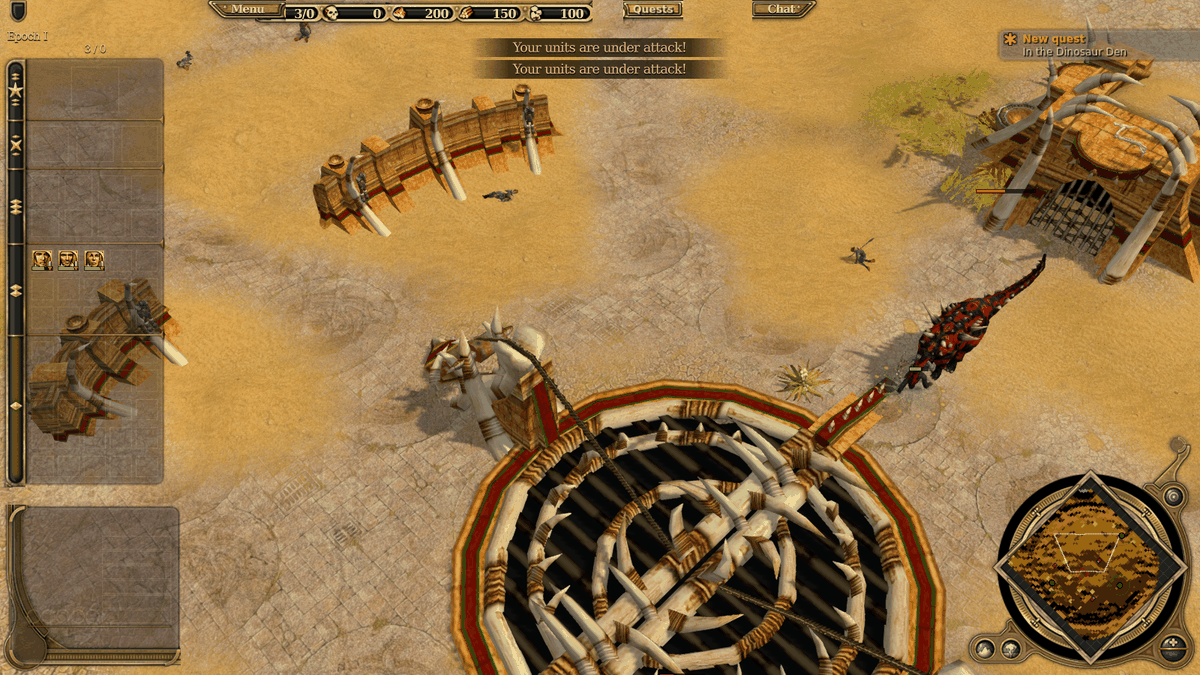 Menu
3/0
0
200
150
100
Quests
Chat
Epoch I
3/0
Your units are under attack!
Your units are under attack!
New quest
In the Dinosaur Den